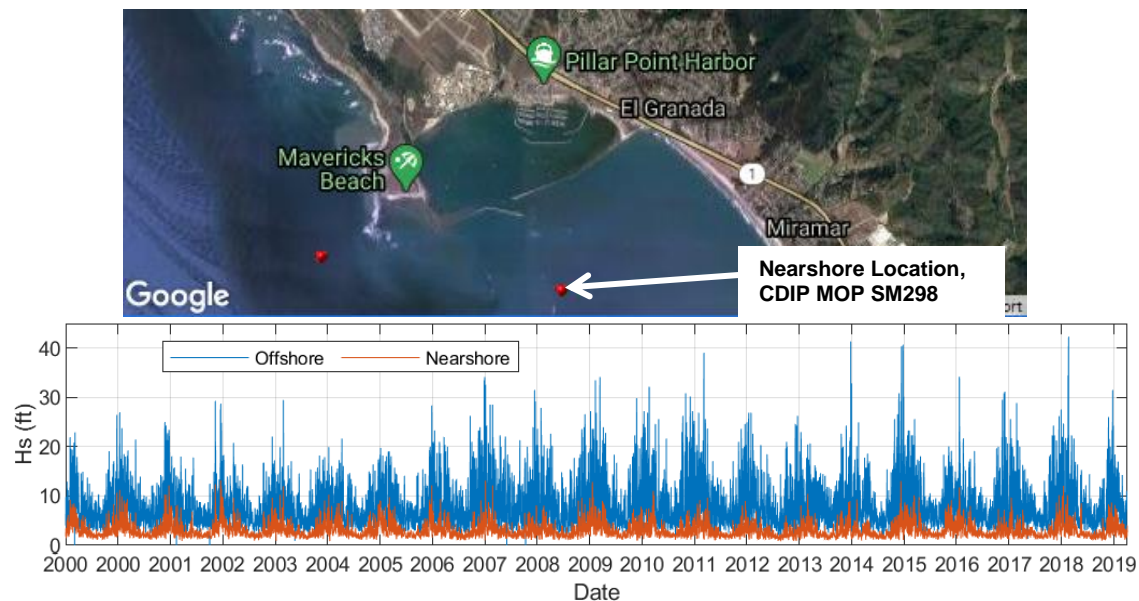 Pillar Point Harbor
El Granada
Mavericks
Beach
1
Miramar
Nearshore Location,
CDIP MOP SM298
Google
ort
Offshore
Nearshore
40
30
20
10
0
Hs (ft)
2000 2000 2001 2002 2003 2004 2005 2006 2007 2008 2009 2010 2011 2012 2013 2014 2015 2016 2017 2018 2019
Date